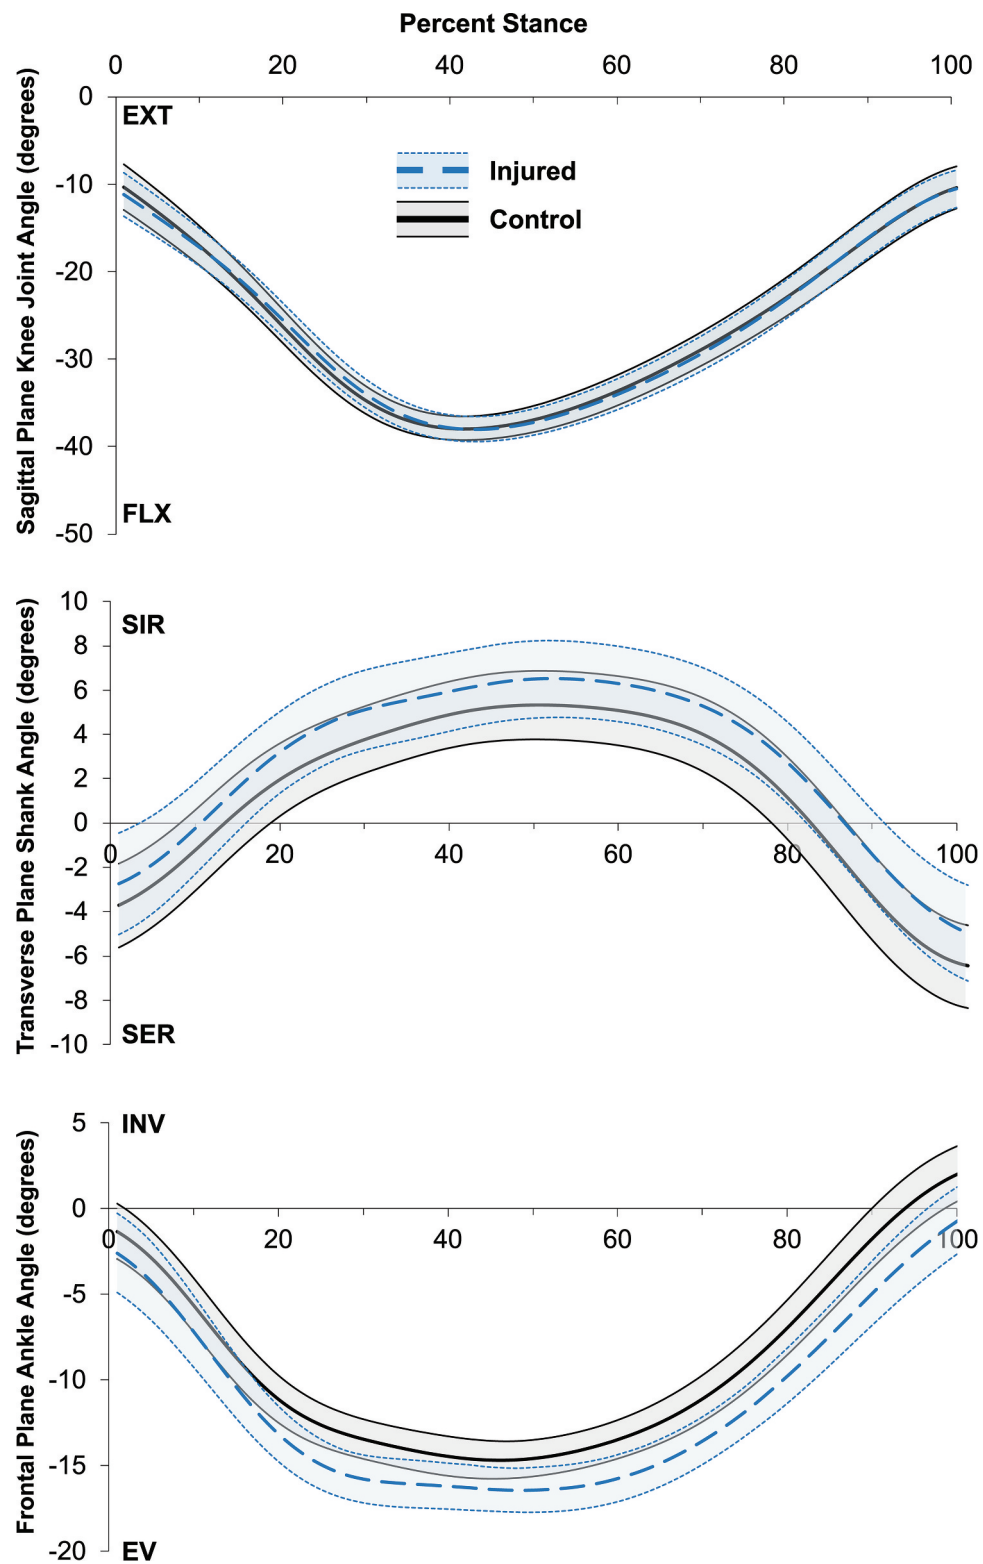 Percent Stance
0 20 40 60 80 100
Sagittal Plane Knee Joint Angle (degrees)
0
EXT
-10
-20
-30
-40
-50
FLX
Injured
Control
Transverse Plane Shank Angle (degrees)
10
SIR
8
6
4
2
0
0 20 40 60 80 100
-2
-4
-6
-8
-10
SER
Frontal Plane Ankle Angle (degrees)
5
INV
0
0 20 40 60 80 100
-5
-10
-15
-20
EV